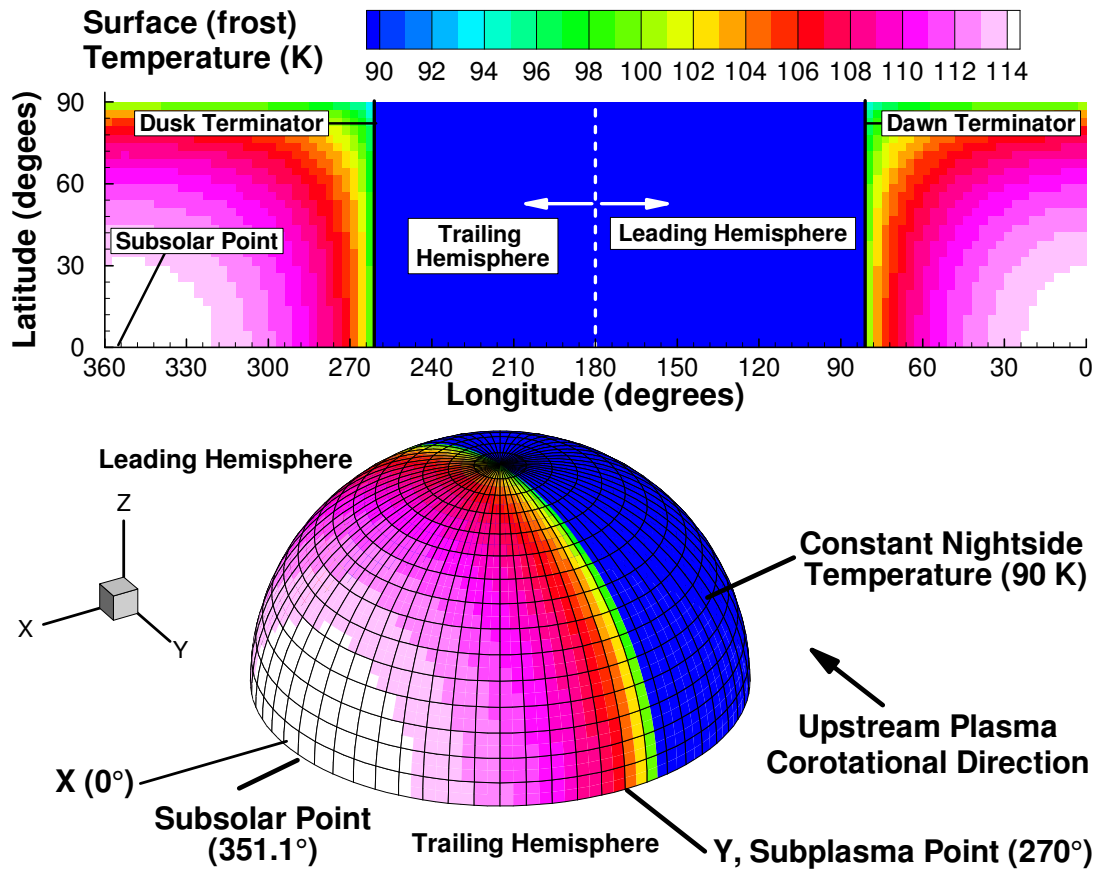 Surface (frost)
Temperature (K)
90 92 94 96 98 100 102 104 106 108 110 112 114
Latitude (degees)
90
60
30
0
Dusk Terminator
Dawn Terminator
Trailing
Hemisphere
Leading Hemisphere
Subsolar Point
360 330 300 270 240 210 180 150 120 90 60 30 0
Longitude (degrees)
Leading Hemisphere
Z
X
Y
Constant Nightside
Temperature (90 K)
Upstream Plasma
Corotational Direction
X (0°)
Subsolar Point
(351.1°)
Trailing Hemisphere
Y, Subplasma Point (270°)